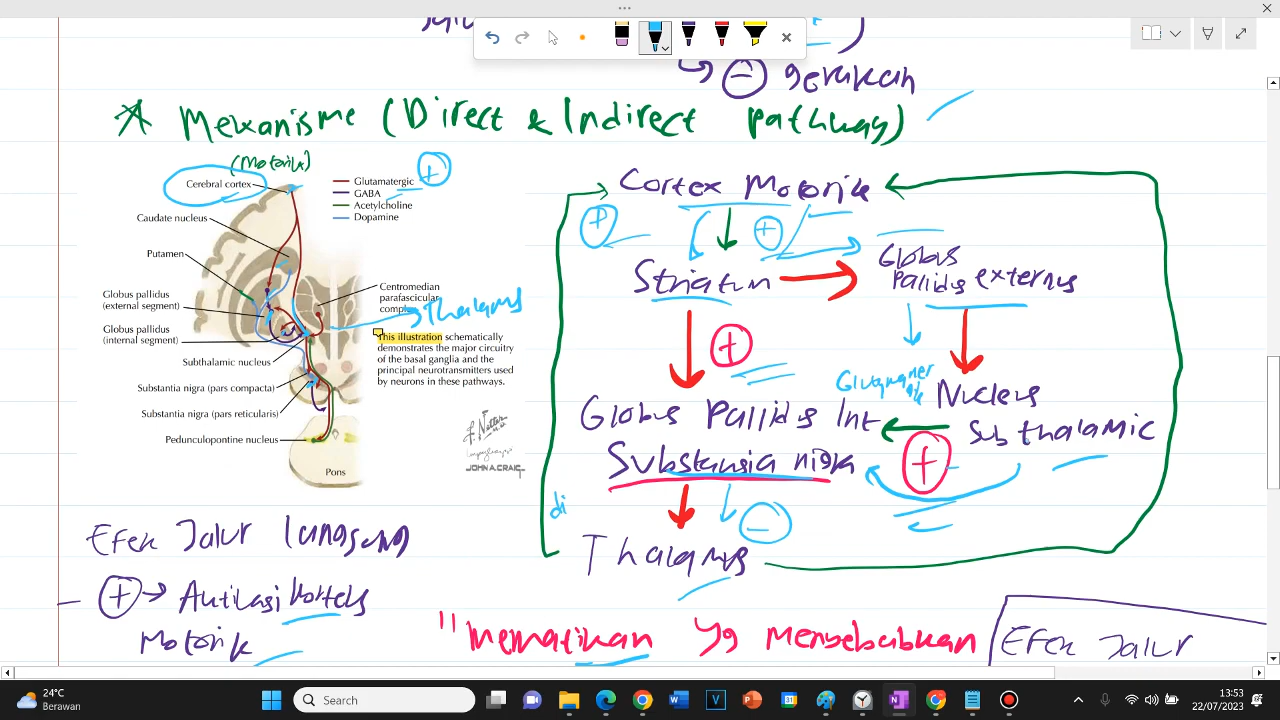 gerakan
Mekanisme (Direct & Indirect pathway)
(Motorik)
Cerebral cortex
Caudate nucleus
Putamen
Globus pallidus
(external segment)
Globus pallidus
(internal segment)
Subthalamic nucleus
Substantia nigra (pars compacta)
Substantia nigra (pars reticularis)
Pedunculopontine nucleus
Pons
Glutamatergic
GABA
Acetylcholine
Dopamine
Centromedian
parafascicular
Thalamus
This illustration schematically
demonstrates the major circuitry
of the basal ganglia and the
principal neurotransmitters used
by neurons in these pathways.
JOHN A. CRAIG
Cortex Motorik
+
+
Striatum
Globus
Pallidus externus
+
Nucleus
Sub thalamic
Globus Pallidus Int
Substansia nigra
+
di
−
Thalamus
Efek Jalur langsung
+ → Aktifasi korteks
Motorik
"Mematikan yg menyebabkan
Efek Jalur
24°C
Berawan
Search
13:53
22/07/2023